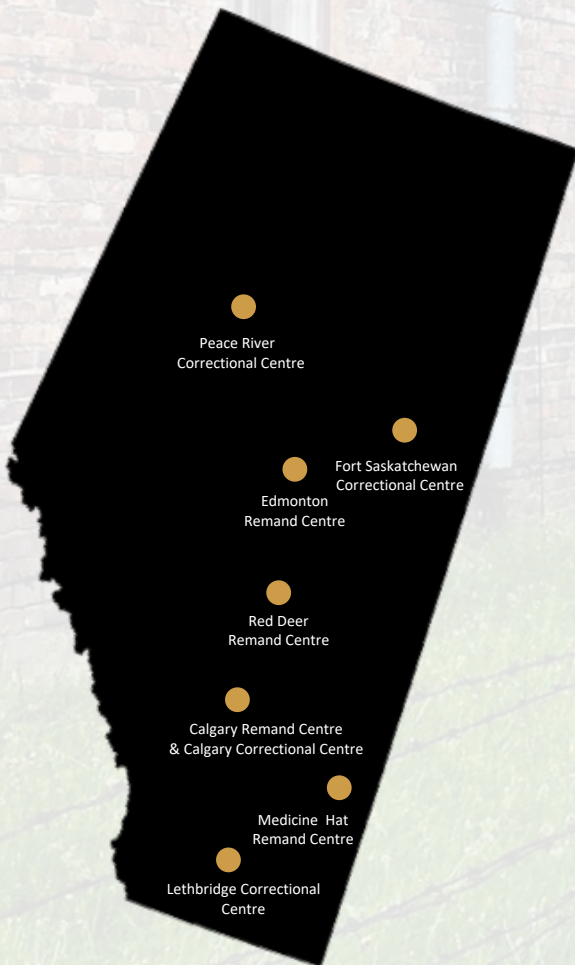 Peace River
Correctional Centre
Fort Saskatchewan
Correctional Centre
Edmonton
Remand Centre
Red Deer
Remand Centre
Calgary Remand Centre
& Calgary Correctional Centre
Medicine Hat
Remand Centre
Lethbridge Correctional
Centre